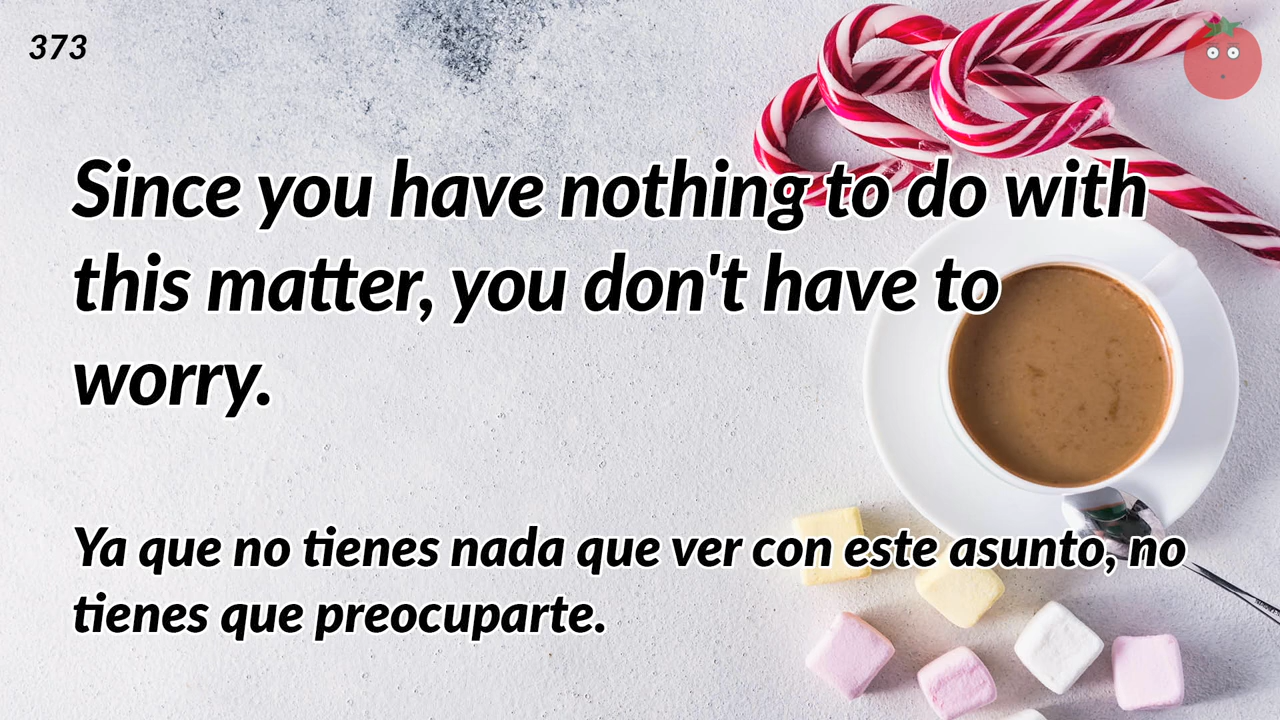 373
Since you have nothing to do with
this matter, you don't have to
worry.
Ya que no tienes nada que ver con este asunto, no
tienes que preocuparte.